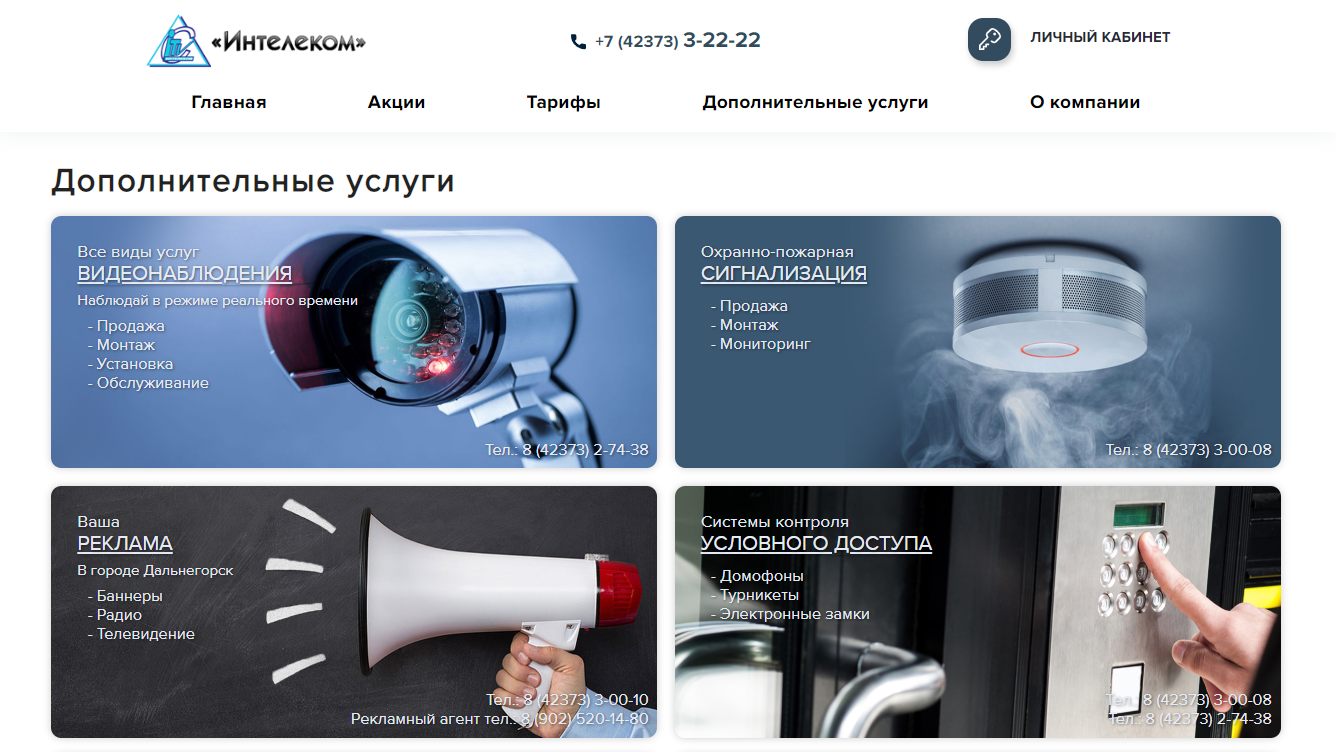 «Интелеком»
+7 (42373) 3-22-22
ЛИЧНЫЙ КАБИНЕТ
Главная
Акции
Тарифы
Дополнительные услуги
О компании
Дополнительные услуги
Все виды услуг
ВИДЕОНАБЛЮДЕНИЯ
Наблюдай в режиме реального времени
- Продажа
- Монтаж
- Установка
- Обслуживание
Тел.: 8 (42373) 2-74-38
Охранно-пожарная
СИГНАЛИЗАЦИЯ
- Продажа
- Монтаж
- Мониторинг
Тел.: 8 (42373) 3-00-08
Ваша
РЕКЛАМА
В городе Дальнегорск
- Баннеры
- Радио
- Телевидение
Тел.: 8 (42373) 3-00-10
Рекламный агент тел.: 8 (902) 520-14-80
Системы контроля
УСЛОВНОГО ДОСТУПА
- Домофоны
- Турникеты
- Электронные замки
Тел.: 8 (42373) 3-00-08
Тел.: 8 (42373) 2-74-38